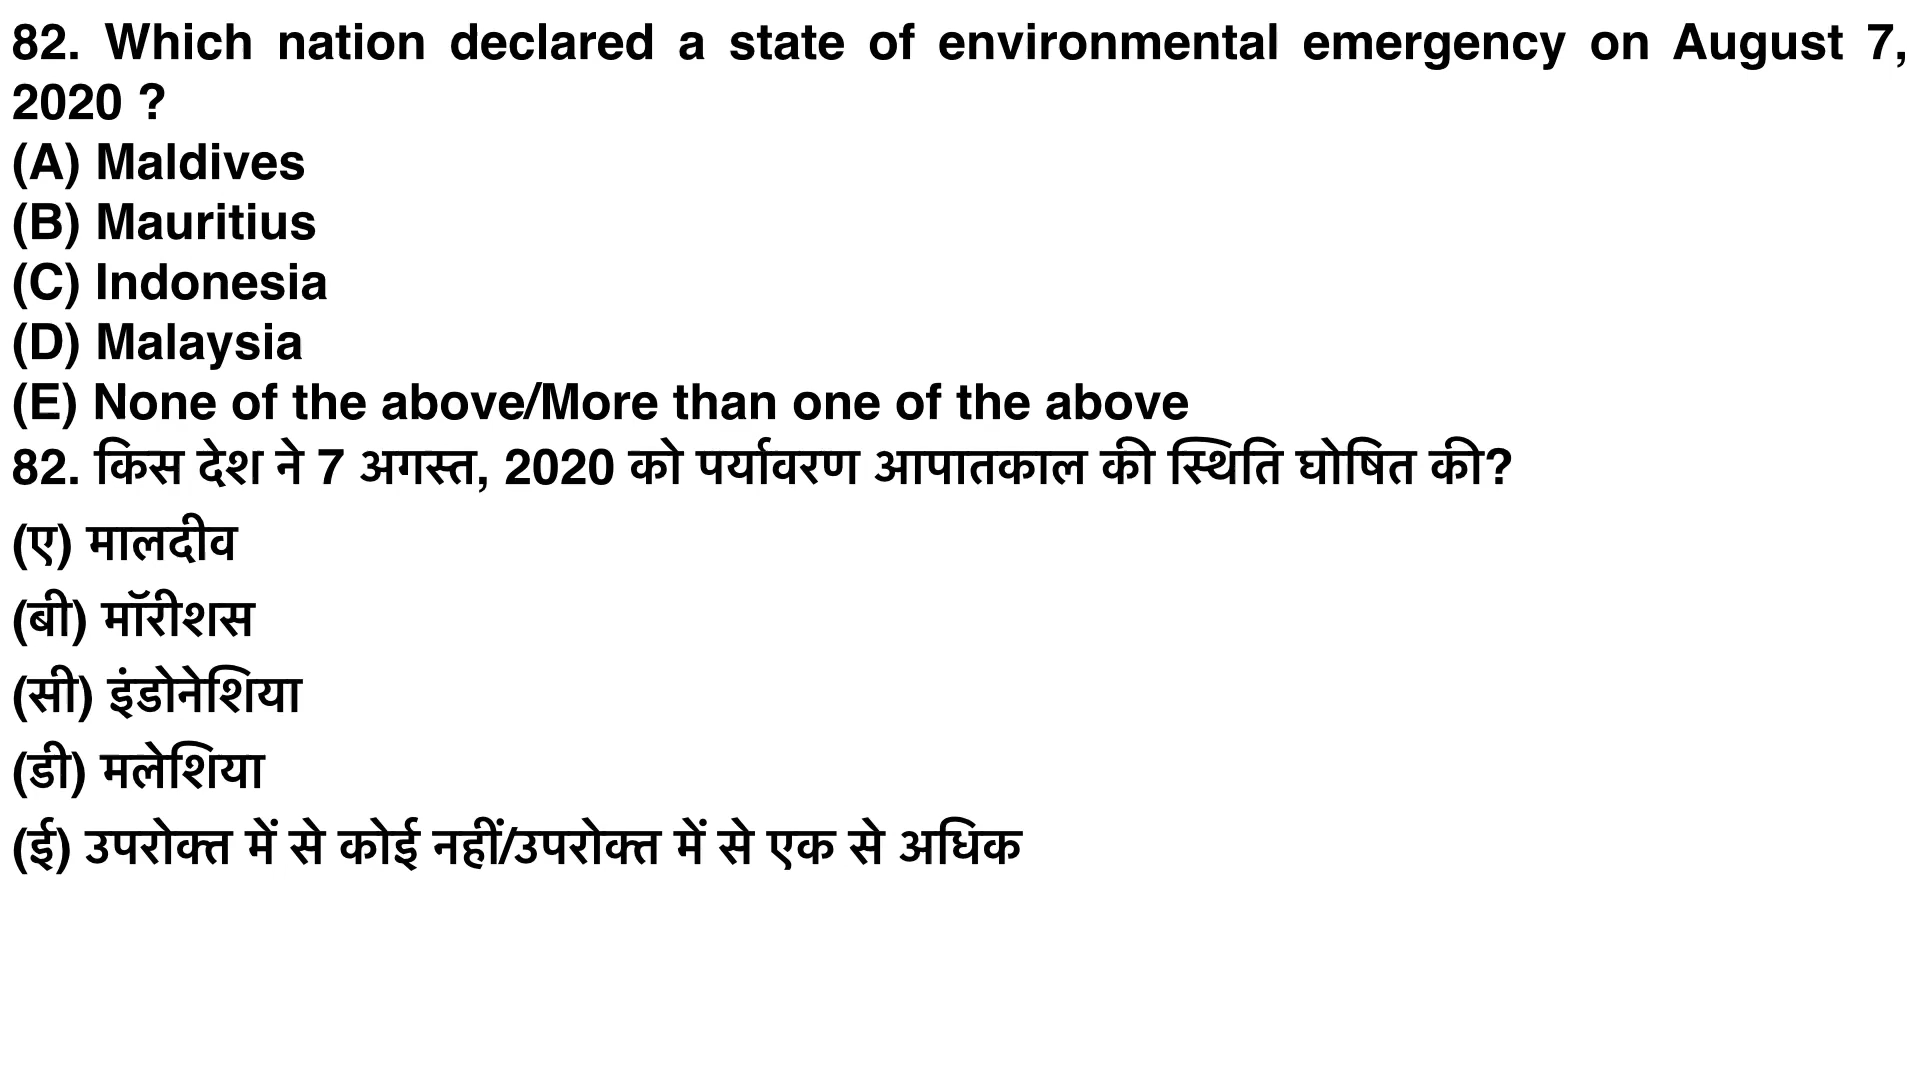 82. Which nation declared a state of environmental emergency on August 7,
2020 ?
(A) Maldives
(B) Mauritius
(C) Indonesia
(D) Malaysia
(E) None of the above/More than one of the above
82. किस देश ने 7 अगस्त, 2020 को पर्यावरण आपातकाल की स्थिति घोषित की?
(ए) मालदीव
(बी) मॉरीशस
(सी) इंडोनेशिया
(डी) मलेशिया
(ई) उपरोक्त में से कोई नहीं/उपरोक्त में से एक से अधिक